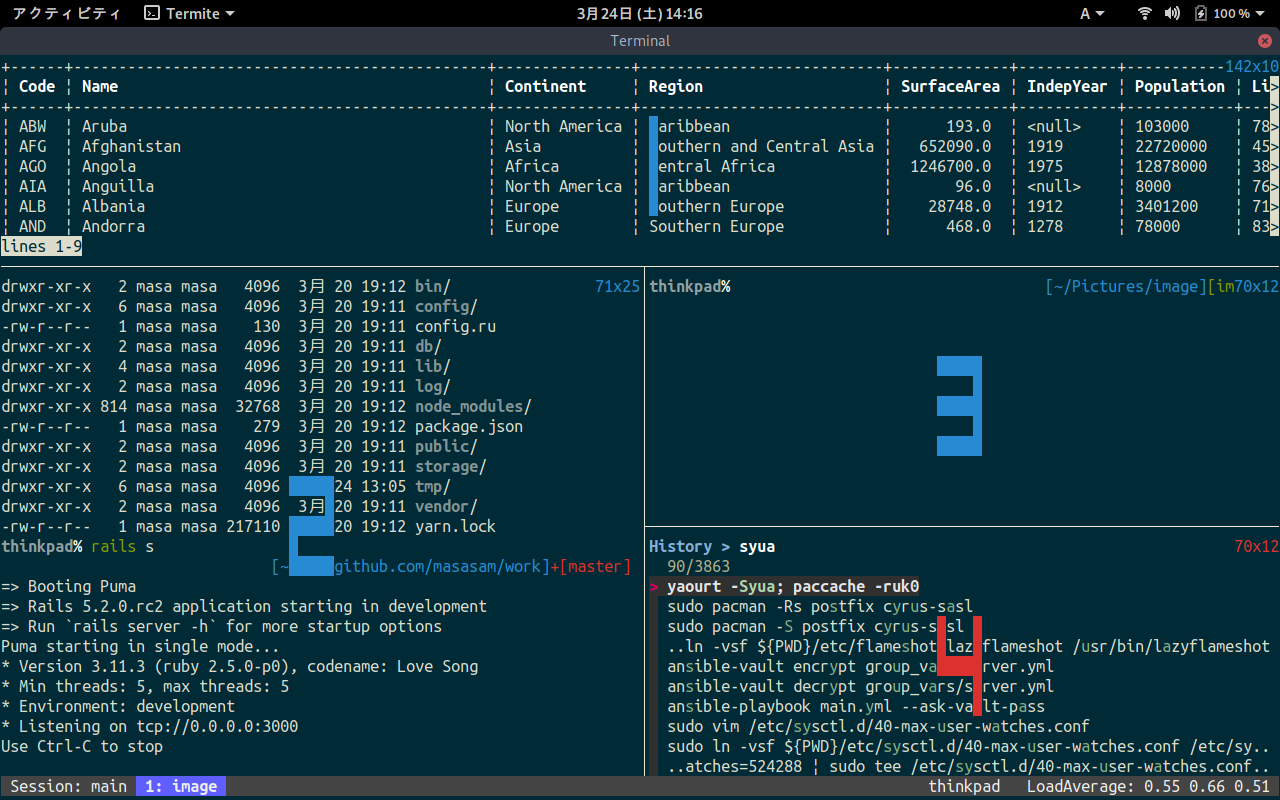 アクティビティ Termite 3月24日 (土) 14:16 A 100 %
Terminal
142x10
Code ¦ Name ¦ Continent ¦ Region ¦ SurfaceArea ¦ IndepYear ¦ Population ¦ Li>
¦ ABW ¦ Aruba ¦ North America ¦ aribbean ¦ 193.0 ¦ <null> ¦ 103000 ¦ 78>
¦ AFG ¦ Afghanistan ¦ Asia ¦ outhern and Central Asia ¦ 652090.0 ¦ 1919 ¦ 22720000 ¦ 45>
¦ AGO ¦ Angola ¦ Africa ¦ entral Africa ¦ 1246700.0 ¦ 1975 ¦ 12878000 ¦ 38>
¦ AIA ¦ Anguilla ¦ North America ¦ aribbean ¦ 96.0 ¦ <null> ¦ 8000 ¦ 76>
¦ ALB ¦ Albania ¦ Europe ¦ outhern Europe ¦ 28748.0 ¦ 1912 ¦ 3401200 ¦ 71>
¦ AND ¦ Andorra ¦ Europe ¦ Southern Europe ¦ 468.0 ¦ 1278 ¦ 78000 ¦ 83>
lines 1-9
drwxr-xr-x 2 masa masa 4096 3月 20 19:12 bin/ 71x25
drwxr-xr-x 6 masa masa 4096 3月 20 19:11 config/
-rw-r--r-- 1 masa masa 130 3月 20 19:11 config.ru
drwxr-xr-x 2 masa masa 4096 3月 20 19:11 db/
drwxr-xr-x 4 masa masa 4096 3月 20 19:11 lib/
drwxr-xr-x 2 masa masa 4096 3月 20 19:11 log/
drwxr-xr-x 814 masa masa 32768 3月 20 19:12 node_modules/
-rw-r--r-- 1 masa masa 279 3月 20 19:12 package.json
drwxr-xr-x 2 masa masa 4096 3月 20 19:11 public/
drwxr-xr-x 2 masa masa 4096 3月 20 19:11 storage/
drwxr-xr-x 6 masa masa 4096 24 13:05 tmp/
drwxr-xr-x 2 masa masa 4096 3月 20 19:11 vendor/
-rw-r--r-- 1 masa masa 217110 20 19:12 yarn.lock
thinkpad% rails s
[~ github.com/masasam/work]+[master]
=> Booting Puma
=> Rails 5.2.0.rc2 application starting in development
=> Run `rails server -h` for more startup options
Puma starting in single mode...
* Version 3.11.3 (ruby 2.5.0-p0), codename: Love Song
* Min threads: 5, max threads: 5
* Environment: development
* Listening on tcp://0.0.0.0:3000
Use Ctrl-C to stop
2
thinkpad% [~/Pictures/image][im70x12
3
History > syua 70x12
90/3863
> yaourt -Syua; paccache -ruk0
sudo pacman -Rs postfix cyrus-sasl
sudo pacman -S postfix cyrus-s sl
..ln -vsf ${PWD}/etc/flameshot laz flameshot /usr/bin/lazyflameshot
ansible-vault encrypt group_va rver.yml
ansible-vault decrypt group_vars/s rver.yml
ansible-playbook main.yml --ask-va lt-pass
sudo vim /etc/sysctl.d/40-max-user-watches.conf
sudo ln -vsf ${PWD}/etc/sysctl.d/40-max-user-watches.conf /etc/sy..
..atches=524288 ¦ sudo tee /etc/sysctl.d/40-max-user-watches.conf..
4
Session: main 1: image thinkpad LoadAverage: 0.55 0.66 0.51